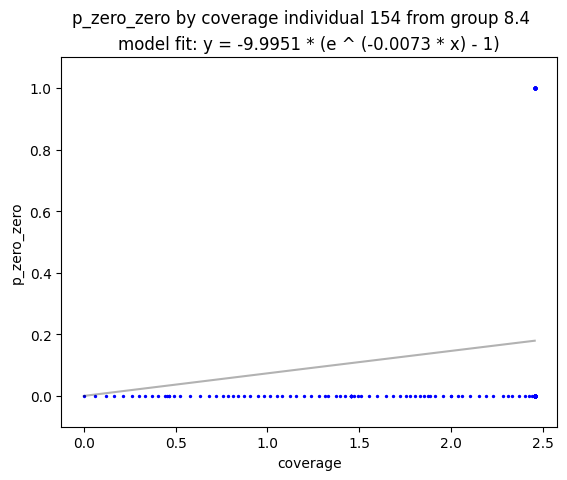 p_zero_zero by coverage individual 154 from group 8.4
model fit: y = -9.9951 * (e ^ (-0.0073 * x) - 1)
1.0
0.8
0.6
0.4
0.2
0.0
p_zero_zero
0.0 0.5 1.0 1.5 2.0 2.5
coverage